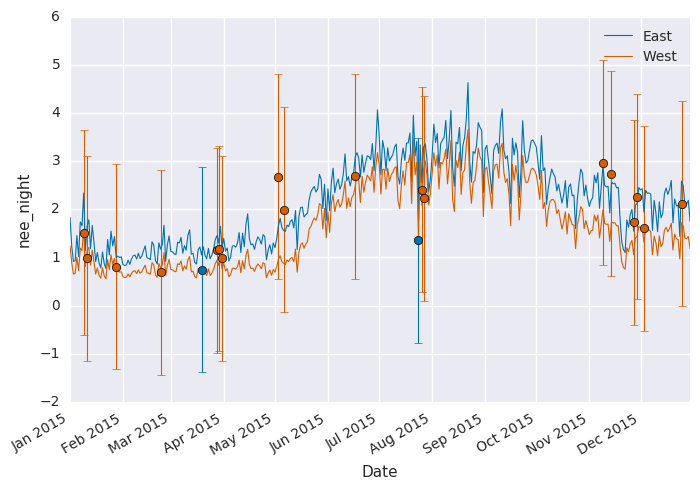 6
5
4
3
2
1
0
−1
−2
nee_night
East
West
Jan 2015
Feb 2015
Mar 2015
Apr 2015
May 2015
Jun 2015
Jul 2015
Aug 2015
Sep 2015
Oct 2015
Nov 2015
Dec 2015
Date